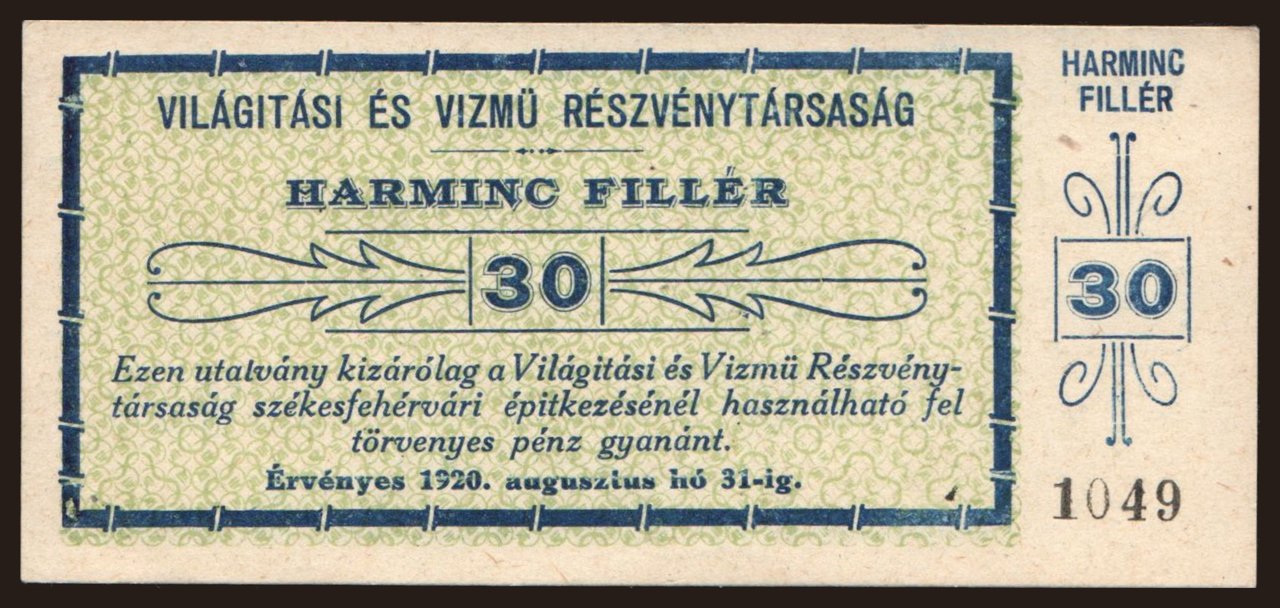 VILÁGITÁSI ÉS VIZMÜ RÉSZVÉNYTÁRSASÁG
HARMINC FILLÉR
30
Ezen utalvány kizárólag a Világitási és Vizmü Részvény-
társaság székesfehérvári épitkezésénél használható fel
törvenyes pénz gyanánt.
Érvényes 1920. augusztus hó 31-ig.
HARMINC
FILLÉR
30
1049